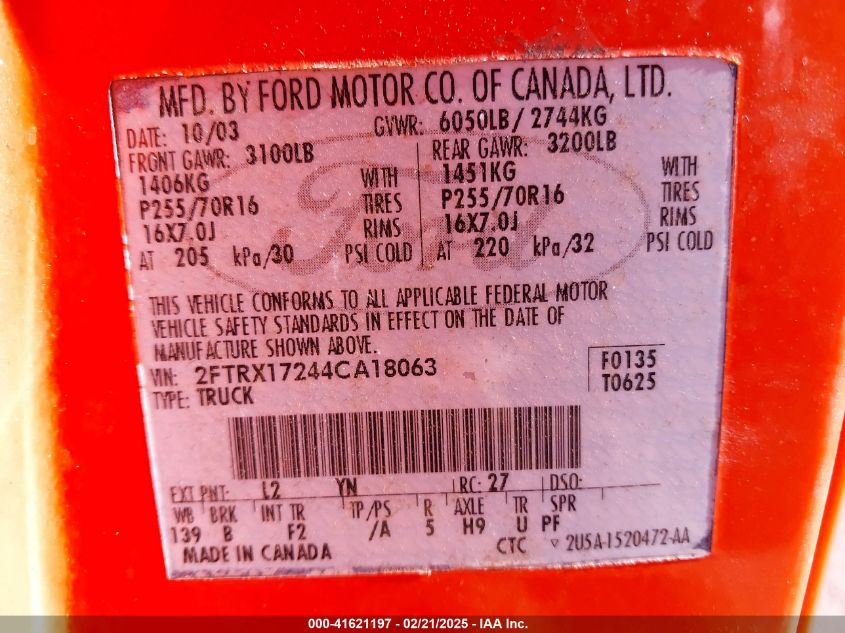 MFD. BY FORD MOTOR CO. OF CANADA, LTD.
DATE: 10/03 GVWR: 6050LB/ 2744KG
FRONT GAWR: 3100LB REAR GAWR: 3200LB
1406KG WITH 1451KG WITH
P255/70R16 TIRES P255/70R16 TIRES
16X7.0J RIMS 16X7.0J RIMS
AT 205 kPa/30 PSI COLD AT 220 kPa/32 PSI COLD
Ford
THIS VEHICLE CONFORMS TO ALL APPLICABLE FEDERAL MOTOR
VEHICLE SAFETY STANDARDS IN EFFECT ON THE DATE OF
MANUFACTURE SHOWN ABOVE.
VIN: 2FTRX17244CA18063 F0135
TYPE: TRUCK T0625
EXT PNT: L2 YN RC: 27 DSO:
WB BRK INT TR TP/PS R AXLE TR SPR
139 B F2 /A 5 H9 U PF
MADE IN CANADA CTC ▽ 2U5A-1520472-AA
000-41621197 - 02/21/2025 - IAA Inc.